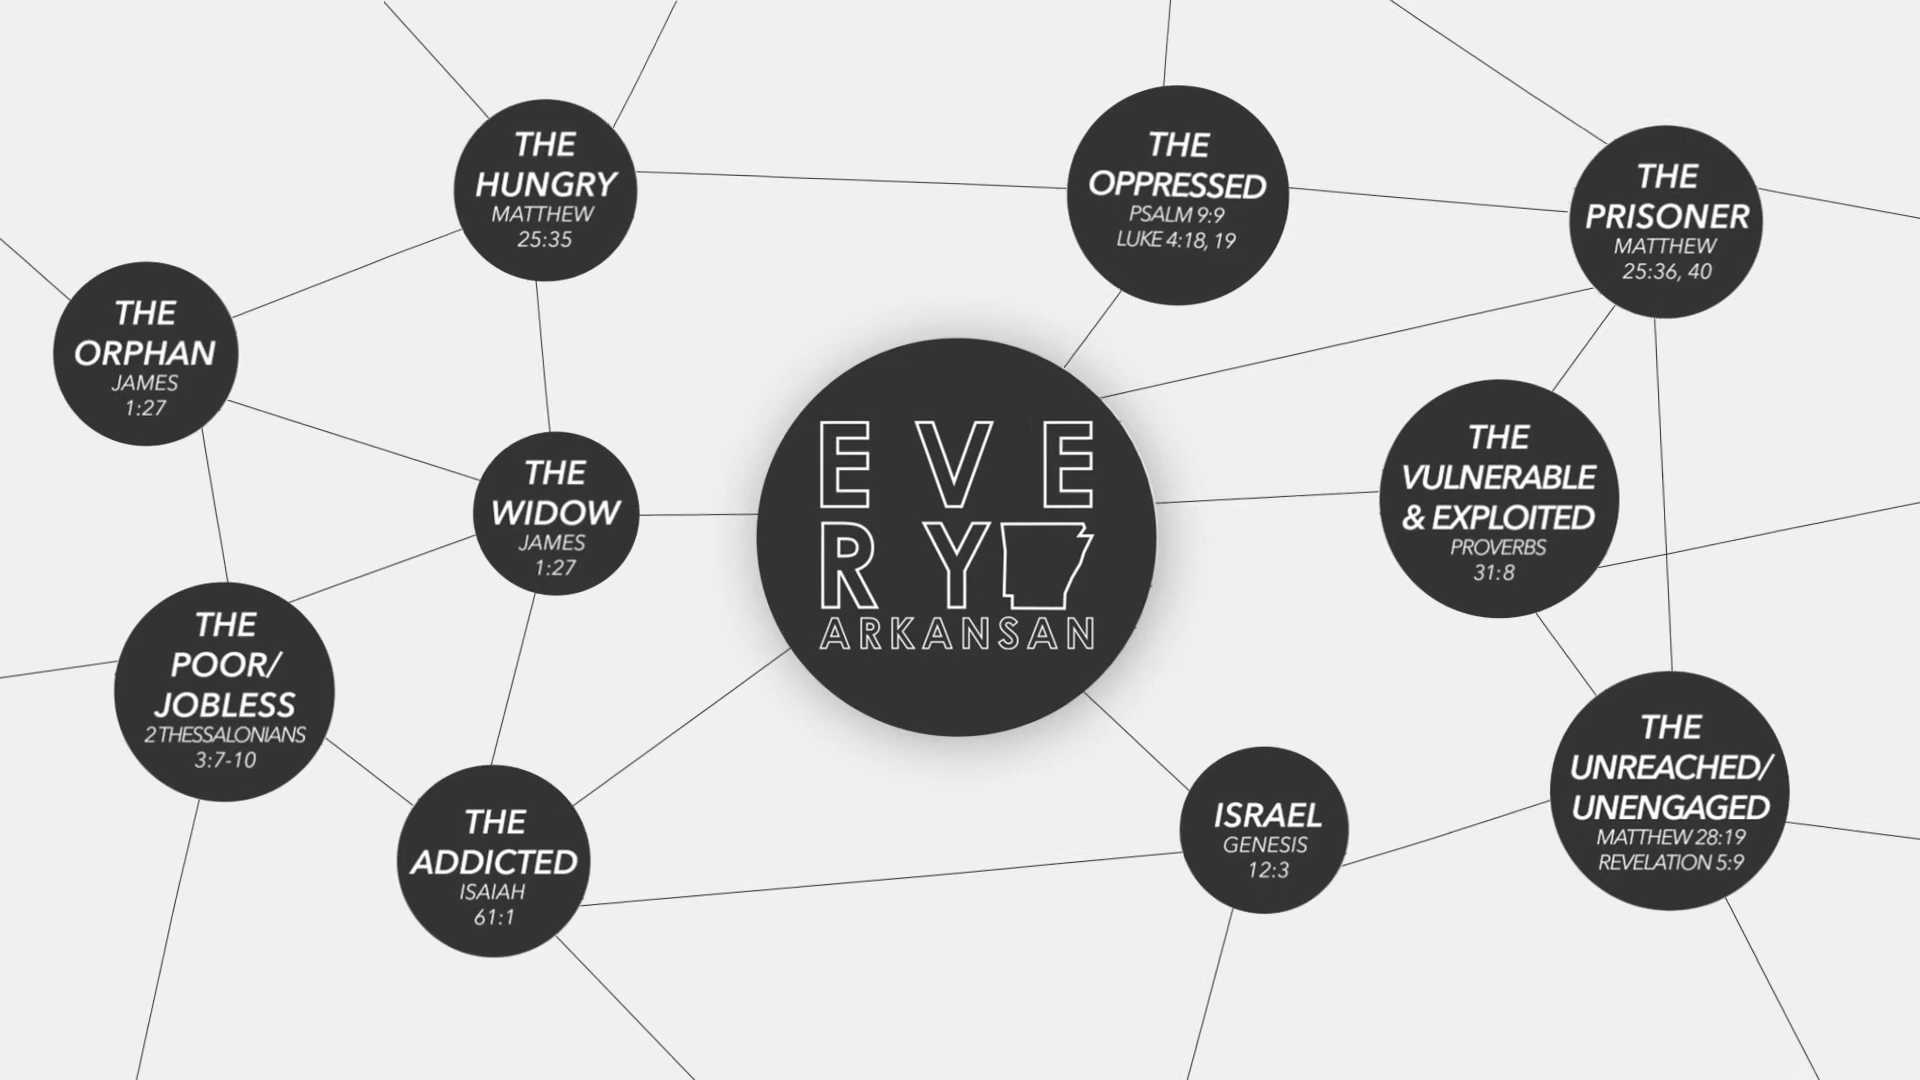 THE
HUNGRY
MATTHEW
25:35
THE
OPPRESSED
PSALM 9:9
LUKE 4:18, 19
THE
PRISONER
MATTHEW
25:36, 40
THE
ORPHAN
JAMES
1:27
THE
WIDOW
JAMES
1:27
E V E
R Y
ARKANSAN
THE
VULNERABLE
& EXPLOITED
PROVERBS
31:8
THE
POOR/
JOBLESS
2 THESSALONIANS
3:7-10
THE
ADDICTED
ISAIAH
61:1
ISRAEL
GENESIS
12:3
THE
UNREACHED/
UNENGAGED
MATTHEW 28:19
REVELATION 5:9